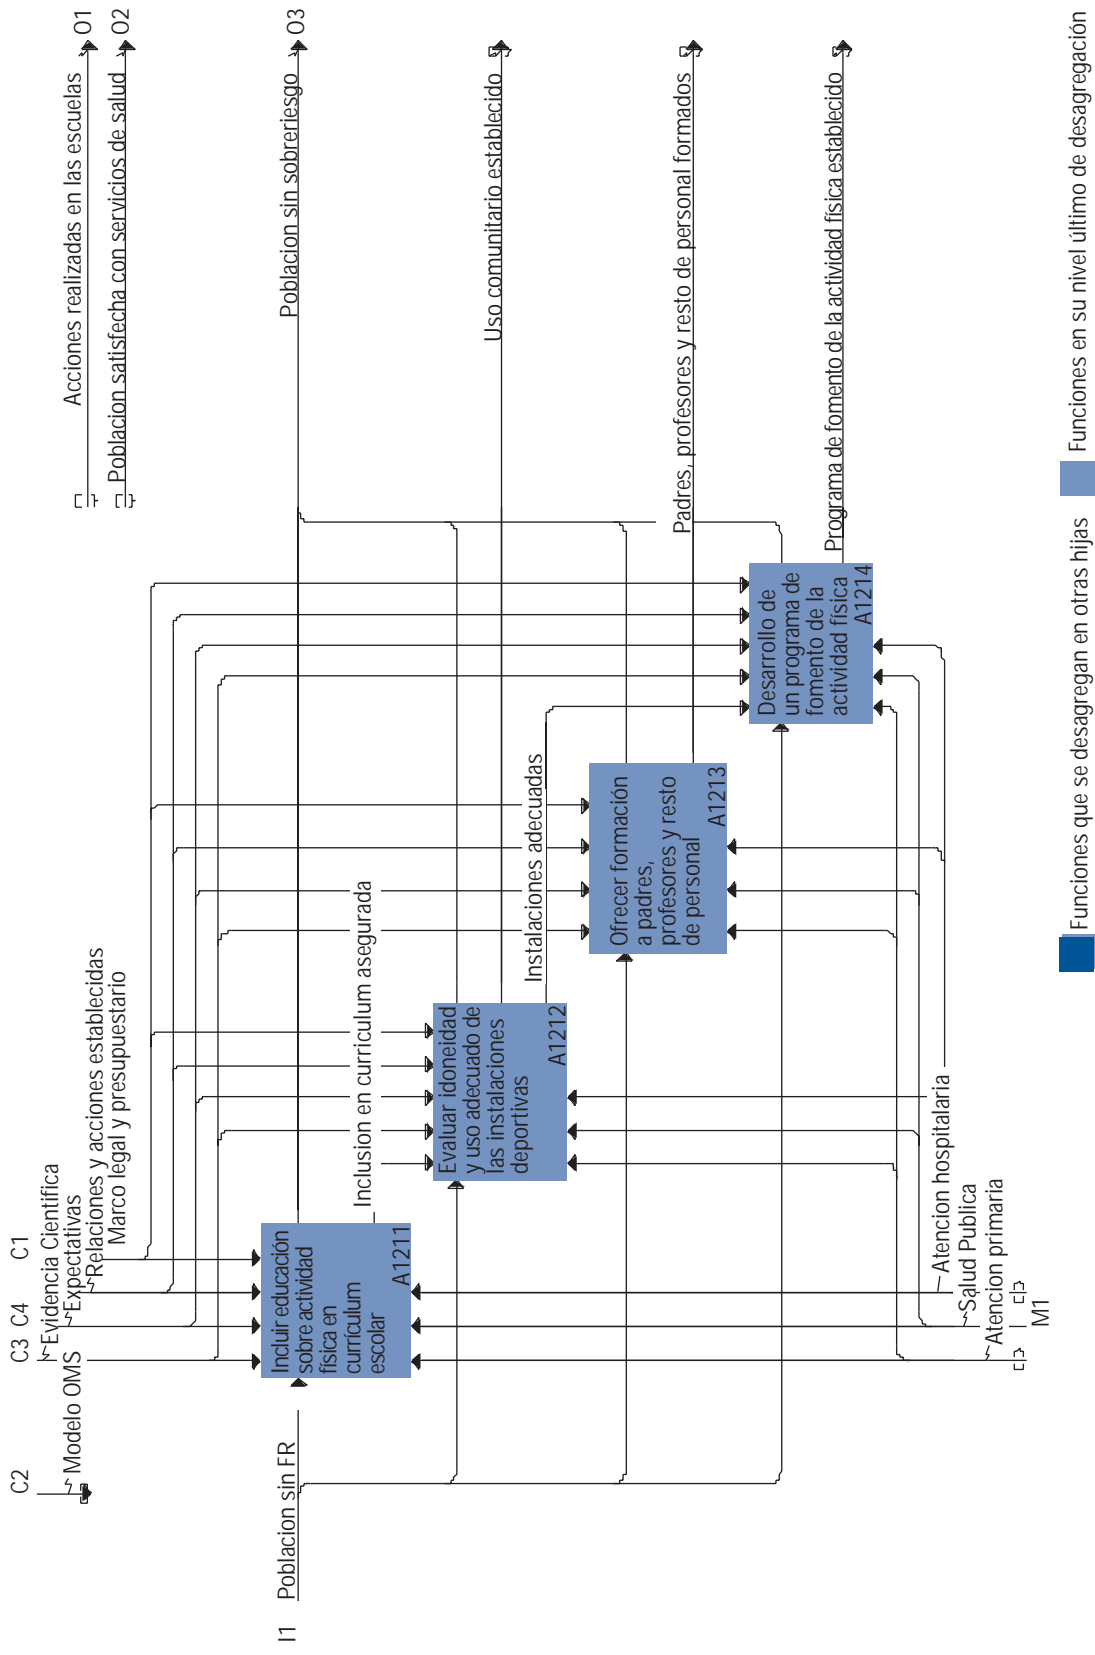 C2
C3
C4
C1
Modelo OMS
Evidencia Cientifica
Expectativas
Relaciones y acciones establecidas
Marco legal y presupuestario
Acciones realizadas en las escuelas
O1
Poblacion satisfecha con servicios de salud
O2
I1
Poblacion sin FR
Incluir educación
sobre actividad
física en
currículum
escolar
A1211
Poblacion sin sobreriesgo
O3
Inclusion en curriculum asegurada
Evaluar idoneidad
y uso adecuado de
las instalaciones
deportivas
A1212
Uso comunitario establecido
Instalaciones adecuadas
Ofrecer formación
a padres,
profesores y resto
de personal
A1213
Padres, profesores y resto de personal formados
Desarrollo de
un programa de
fomento de la
actividad física
A1214
Programa de fomento de la actividad física establecido
Atencion hospitalaria
Salud Publica
Atencion primaria
M1
Funciones que se desagregan en otras hijas
Funciones en su nivel último de desagregación